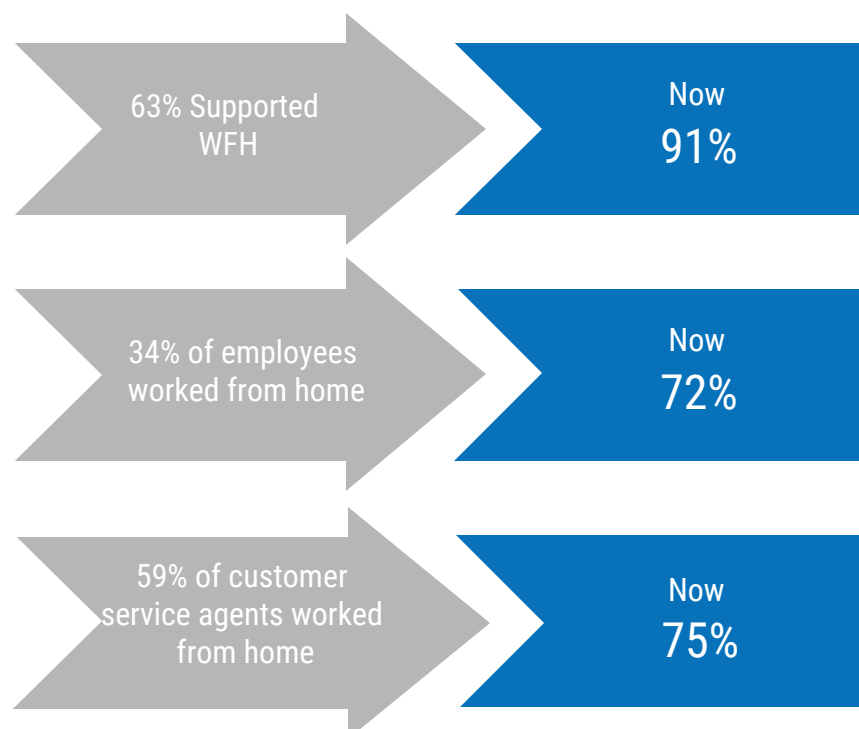 63% Supported
WFH
Now
91%
34% of employees
worked from home
Now
72%
59% of customer
service agents worked
from home
Now
75%